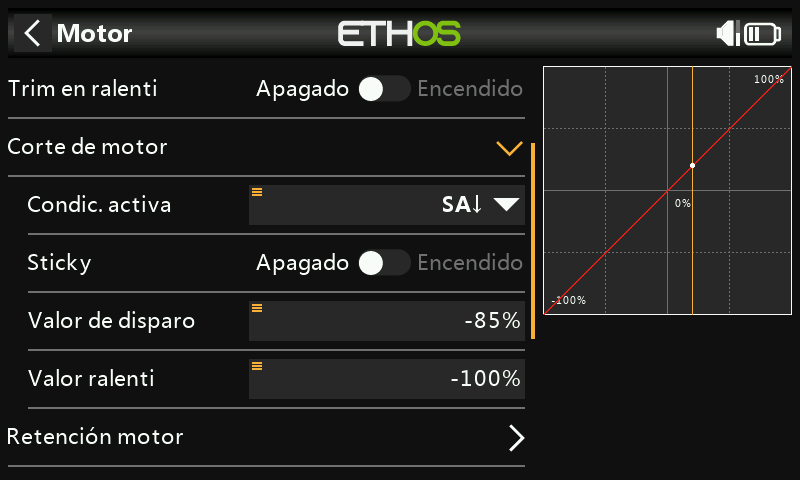 Motor
ETHOS
Trim en ralenti Apagado Encendido
Corte de motor
Condic. activa SA↓
Sticky Apagado Encendido
Valor de disparo -85%
Valor ralenti -100%
Retención motor
100%
0%
-100%